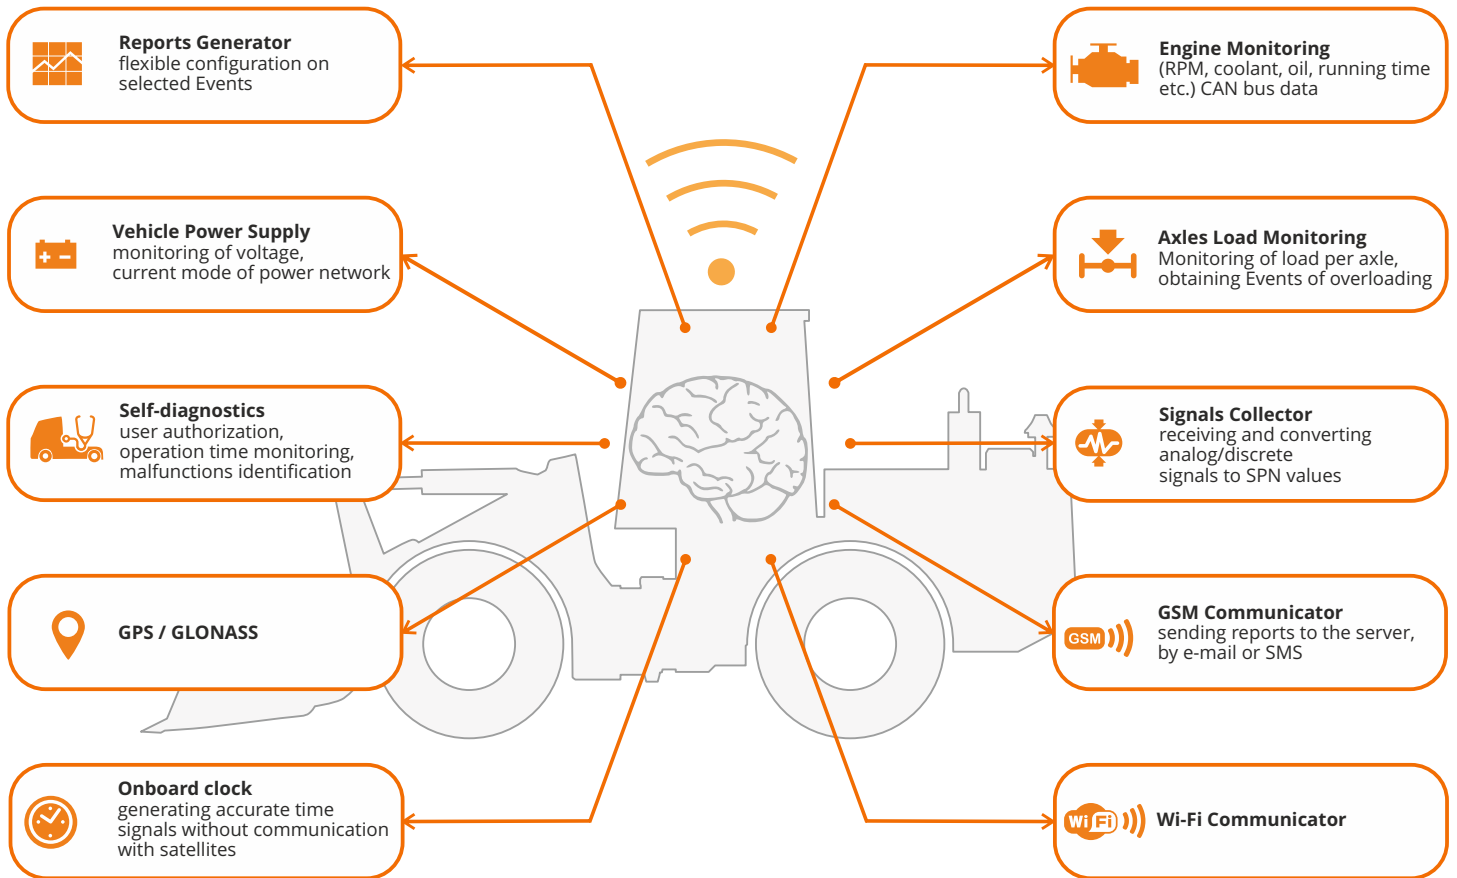 Reports Generator
flexible configuration on
selected Events
Vehicle Power Supply
monitoring of voltage,
current mode of power network
Self-diagnostics
user authorization,
operation time monitoring,
malfunctions identification
GPS / GLONASS
Onboard clock
generating accurate time
signals without communication
with satellites
Engine Monitoring
(RPM, coolant, oil, running time
etc.) CAN bus data
Axles Load Monitoring
Monitoring of load per axle,
obtaining Events of overloading
Signals Collector
receiving and converting
analog/discrete
signals to SPN values
GSM
GSM Communicator
sending reports to the server,
by e-mail or SMS
WiFi
Wi-Fi Communicator